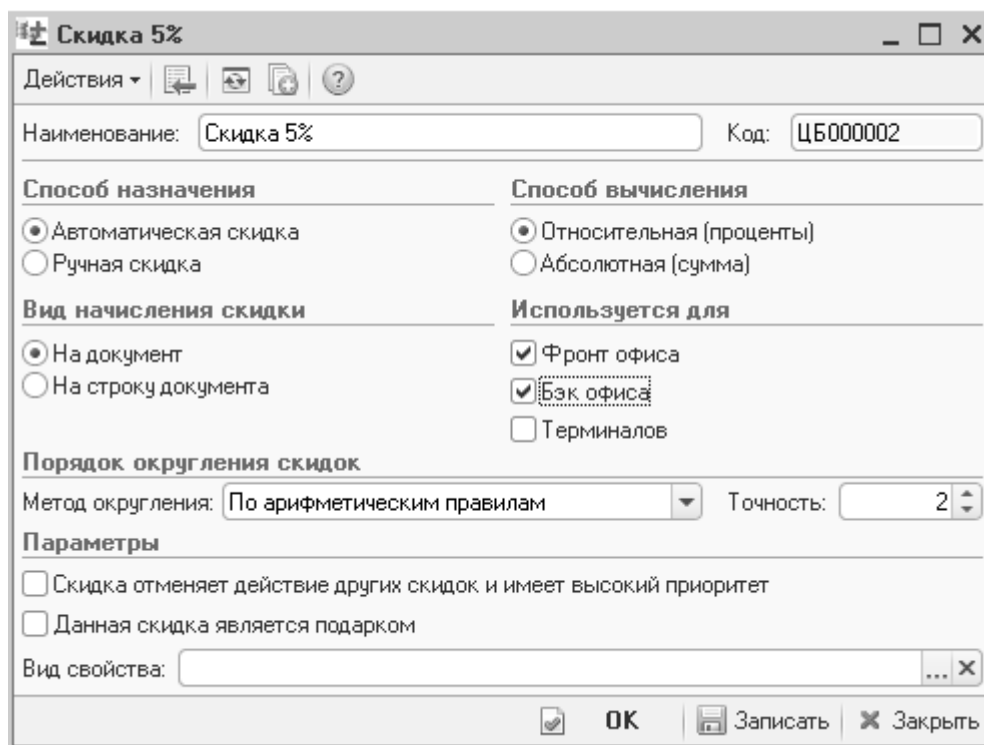 Скидка 5%
Действия
Наименование: Скидка 5% Код: ЦБ000002
Способ назначения Способ вычисления
Автоматическая скидка Относительная (проценты)
Ручная скидка Абсолютная (сумма)
Вид начисления скидки Используется для
На документ Фронт офиса
На строку документа Бэк офиса
Терминалов
Порядок округления скидок
Метод округления: По арифметическим правилам Точность: 2
Параметры
Скидка отменяет действие других скидок и имеет высокий приоритет
Данная скидка является подарком
Вид свойства: ...
OK Записать Закрыть